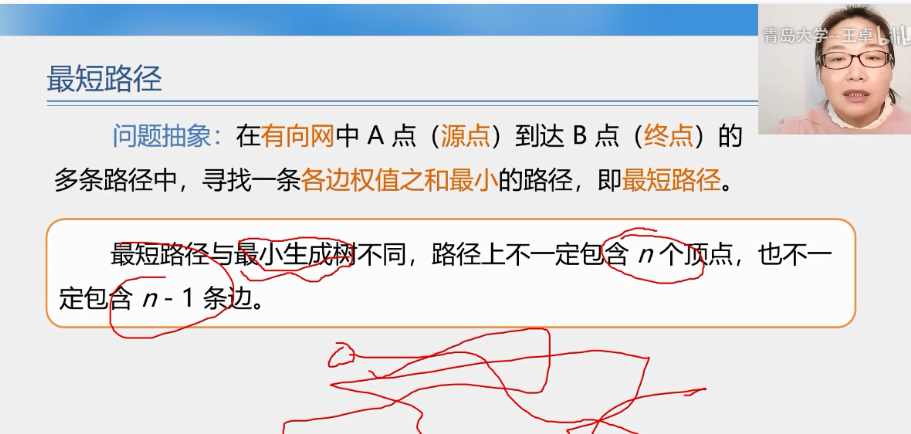 青岛大学--王卓
最短路径
问题抽象：在有向网中 A 点（源点）到达 B 点（终点）的
多条路径中，寻找一条各边权值之和最小的路径，即最短路径。
最短路径与最小生成树不同，路径上不一定包含 n 个顶点，也不一
定包含 n - 1 条边。